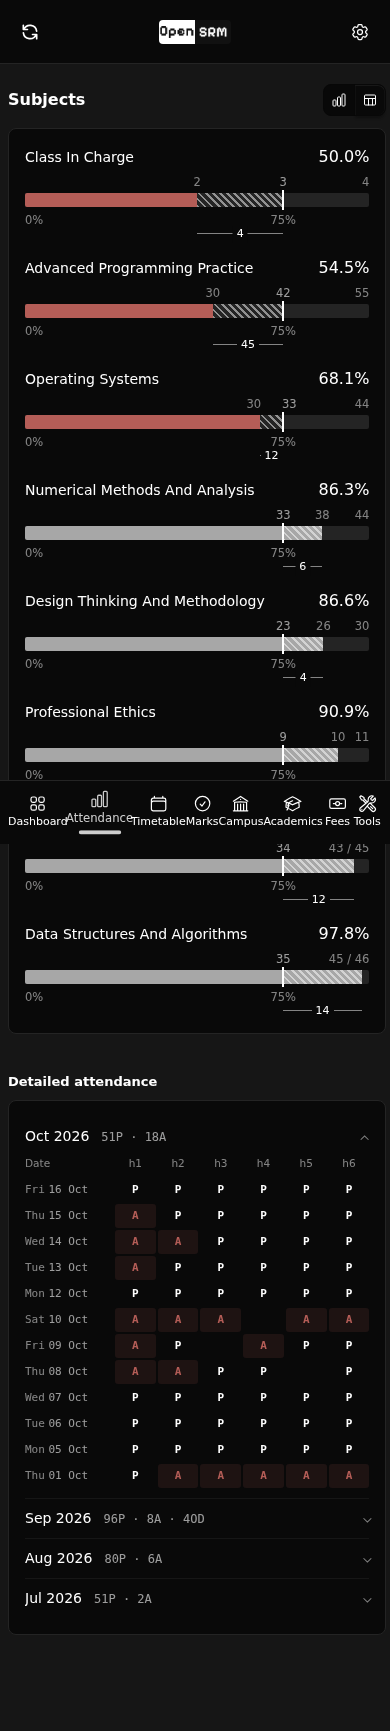 Open SRM
Subjects
Class In Charge 50.0%
2 3 4
0% 75%
4
Advanced Programming Practice 54.5%
30 42 55
0% 75%
45
Operating Systems 68.1%
30 33 44
0% 75%
12
Numerical Methods And Analysis 86.3%
33 38 44
0% 75%
6
Design Thinking And Methodology 86.6%
23 26 30
0% 75%
4
Professional Ethics 90.9%
9 10 11
0% 75%
Dashboard Attendance Timetable Marks Campus Academics Fees Tools
34 43 / 45
0% 75%
12
Data Structures And Algorithms 97.8%
35 45 / 46
0% 75%
14
Detailed attendance
Oct 2026 51P · 18A
Date h1 h2 h3 h4 h5 h6
Fri 16 Oct P P P P P P
Thu 15 Oct A P P P P P
Wed 14 Oct A A P P P P
Tue 13 Oct A P P P P P
Mon 12 Oct P P P P P P
Sat 10 Oct A A A A A
Fri 09 Oct A P A P P
Thu 08 Oct A A P P P
Wed 07 Oct P P P P P P
Tue 06 Oct P P P P P P
Mon 05 Oct P P P P P P
Thu 01 Oct P A A A A A
Sep 2026 96P · 8A · 4OD
Aug 2026 80P · 6A
Jul 2026 51P · 2A